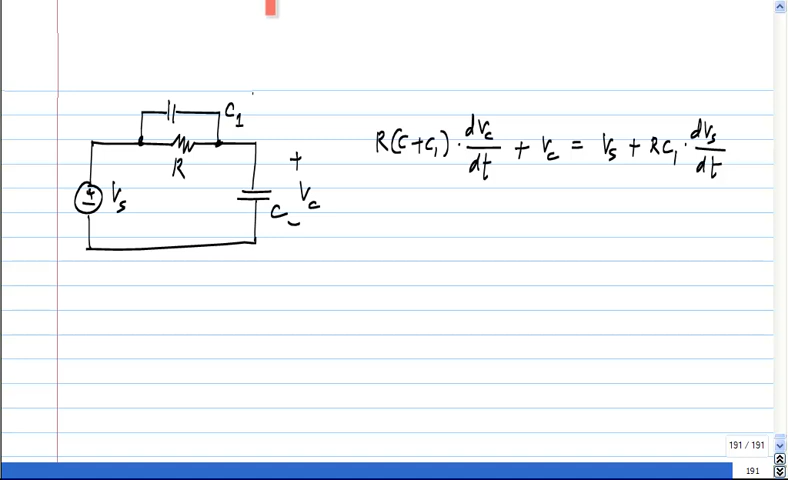 C₁
R
+
Vs
Vc
C
−
R(C+C₁) · dVc/dt + Vc = Vs + RC₁ · dVs/dt
191 / 191
191